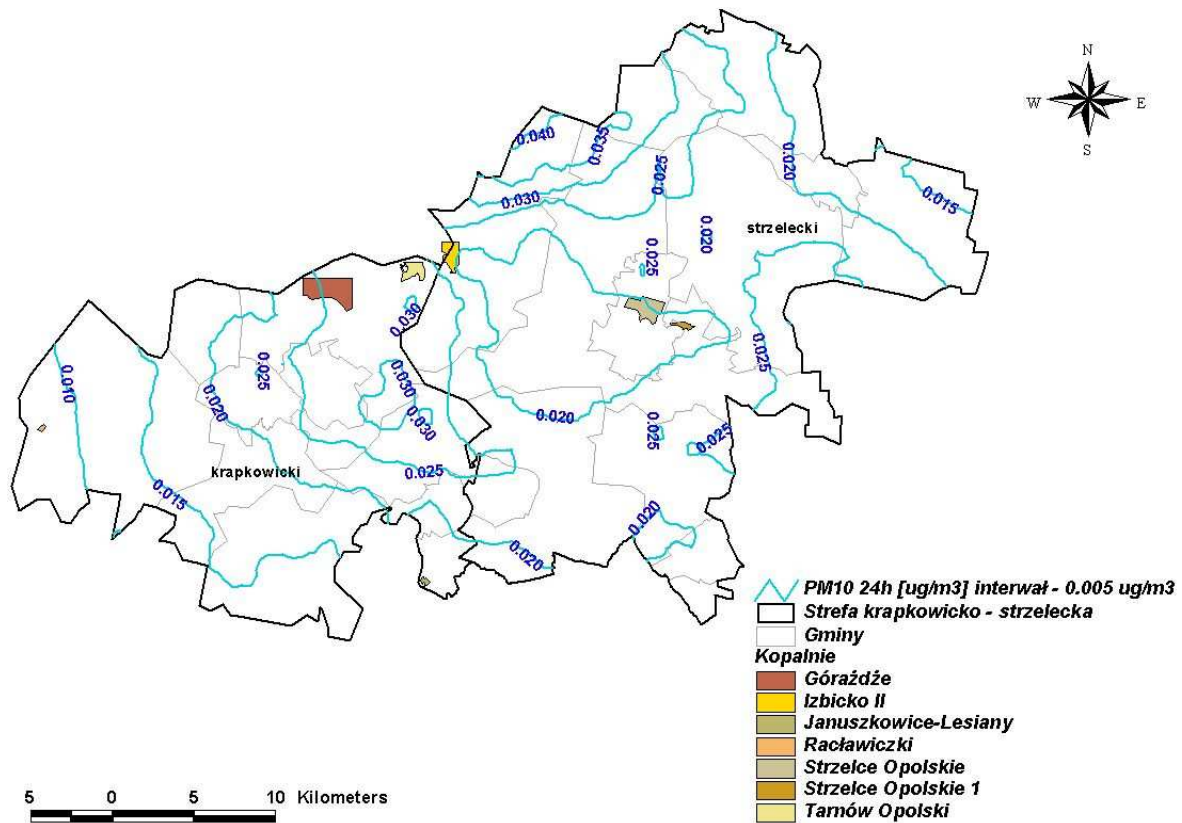 N
W E
S
0.040
0.035
0.030
0.025
0.020
0.015
0.020
strzelecki
0.025
0.030
0.025
0.030
0.030
0.025
0.010
0.020
0.020
0.025
0.025
0.025
krapkowicki
0.015
0.020
0.020
PM10 24h [ug/m3] interwał - 0.005 ug/m3
Strefa krapkowicko - strzelecka
Gminy
Kopalnie
Górażdże
Izbicko II
Januszkowice-Lesiany
Racławiczki
Strzelce Opolskie
Strzelce Opolskie 1
Tarnów Opolski
5 0 5 10 Kilometers